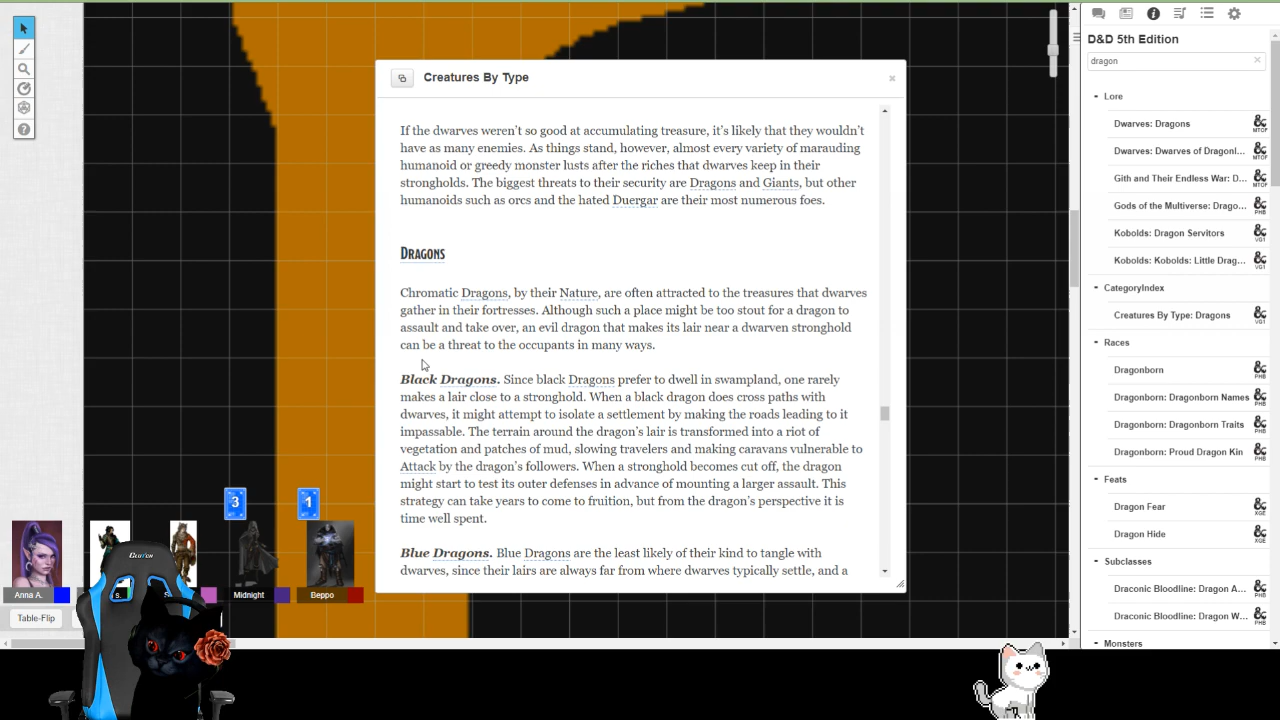 D&D 5th Edition
dragon
Lore
Dwarves: Dragons
MTOF
Dwarves: Dwarves of Dragonl...
MTOF
Gith and Their Endless War: D...
MTOF
Gods of the Multiverse: Drago...
PHB
Kobolds: Dragon Servitors
VG1
Kobolds: Kobolds: Little Drag...
VG1
CategoryIndex
Creatures By Type: Dragons
VG1
Races
Dragonborn
PHB
Dragonborn: Dragonborn Names
PHB
Dragonborn: Dragonborn Traits
PHB
Dragonborn: Proud Dragon Kin
PHB
Feats
Dragon Fear
XGE
Dragon Hide
XGE
Subclasses
Draconic Bloodline: Dragon A...
PHB
Draconic Bloodline: Dragon W...
PHB
Monsters
Creatures By Type
If the dwarves weren't so good at accumulating treasure, it's likely that they wouldn't
have as many enemies. As things stand, however, almost every variety of marauding
humanoid or greedy monster lusts after the riches that dwarves keep in their
strongholds. The biggest threats to their security are Dragons and Giants, but other
humanoids such as orcs and the hated Duergar are their most numerous foes.
Dragons
Chromatic Dragons, by their Nature, are often attracted to the treasures that dwarves
gather in their fortresses. Although such a place might be too stout for a dragon to
assault and take over, an evil dragon that makes its lair near a dwarven stronghold
can be a threat to the occupants in many ways.
Black Dragons. Since black Dragons prefer to dwell in swampland, one rarely
makes a lair close to a stronghold. When a black dragon does cross paths with
dwarves, it might attempt to isolate a settlement by making the roads leading to it
impassable. The terrain around the dragon's lair is transformed into a riot of
vegetation and patches of mud, slowing travelers and making caravans vulnerable to
Attack by the dragon's followers. When a stronghold becomes cut off, the dragon
might start to test its outer defenses in advance of mounting a larger assault. This
strategy can take years to come to fruition, but from the dragon's perspective it is
time well spent.
Blue Dragons. Blue Dragons are the least likely of their kind to tangle with
dwarves, since their lairs are always far from where dwarves typically settle, and a
3
1
Anna A.
s.
Midnight
Beppo
Table-Flip
CLUTCH